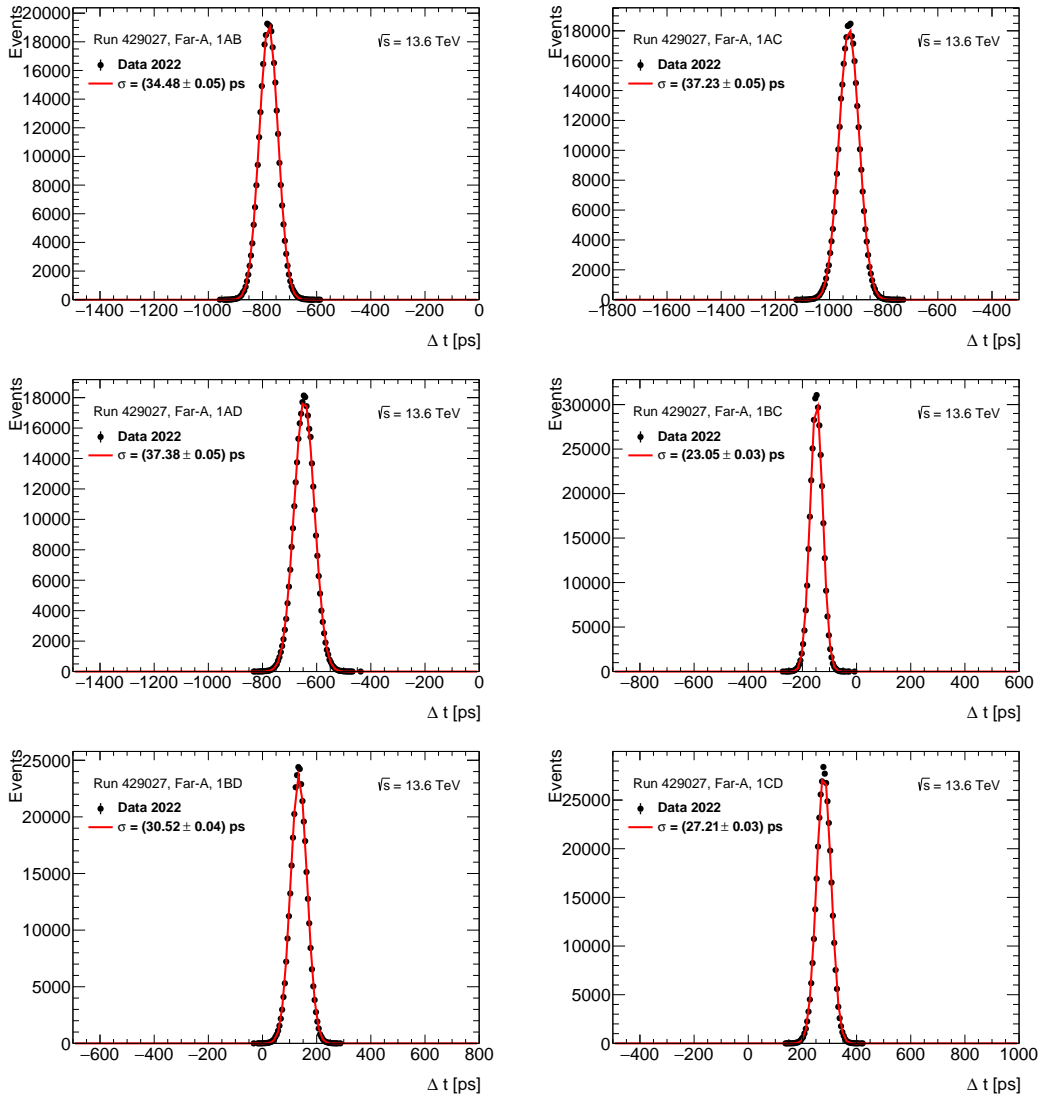 Events
20000
18000
16000
14000
12000
10000
8000
6000
4000
2000
0
Run 429027, Far-A, 1AB
√s = 13.6 TeV
Data 2022
σ = (34.48 ± 0.05) ps
−1400 −1200 −1000 −800 −600 −400 −200 0
Δ t [ps]
Events
18000
16000
14000
12000
10000
8000
6000
4000
2000
0
Run 429027, Far-A, 1AC
√s = 13.6 TeV
Data 2022
σ = (37.23 ± 0.05) ps
−1800 −1600 −1400 −1200 −1000 −800 −600 −400
Δ t [ps]
Events
18000
16000
14000
12000
10000
8000
6000
4000
2000
0
Run 429027, Far-A, 1AD
√s = 13.6 TeV
Data 2022
σ = (37.38 ± 0.05) ps
−1400 −1200 −1000 −800 −600 −400 −200 0
Δ t [ps]
Events
30000
25000
20000
15000
10000
5000
0
Run 429027, Far-A, 1BC
√s = 13.6 TeV
Data 2022
σ = (23.05 ± 0.03) ps
−800 −600 −400 −200 0 200 400 600
Δ t [ps]
Events
25000
20000
15000
10000
5000
0
Run 429027, Far-A, 1BD
√s = 13.6 TeV
Data 2022
σ = (30.52 ± 0.04) ps
−600 −400 −200 0 200 400 600 800
Δ t [ps]
Events
25000
20000
15000
10000
5000
0
Run 429027, Far-A, 1CD
√s = 13.6 TeV
Data 2022
σ = (27.21 ± 0.03) ps
−400 −200 0 200 400 600 800 1000
Δ t [ps]